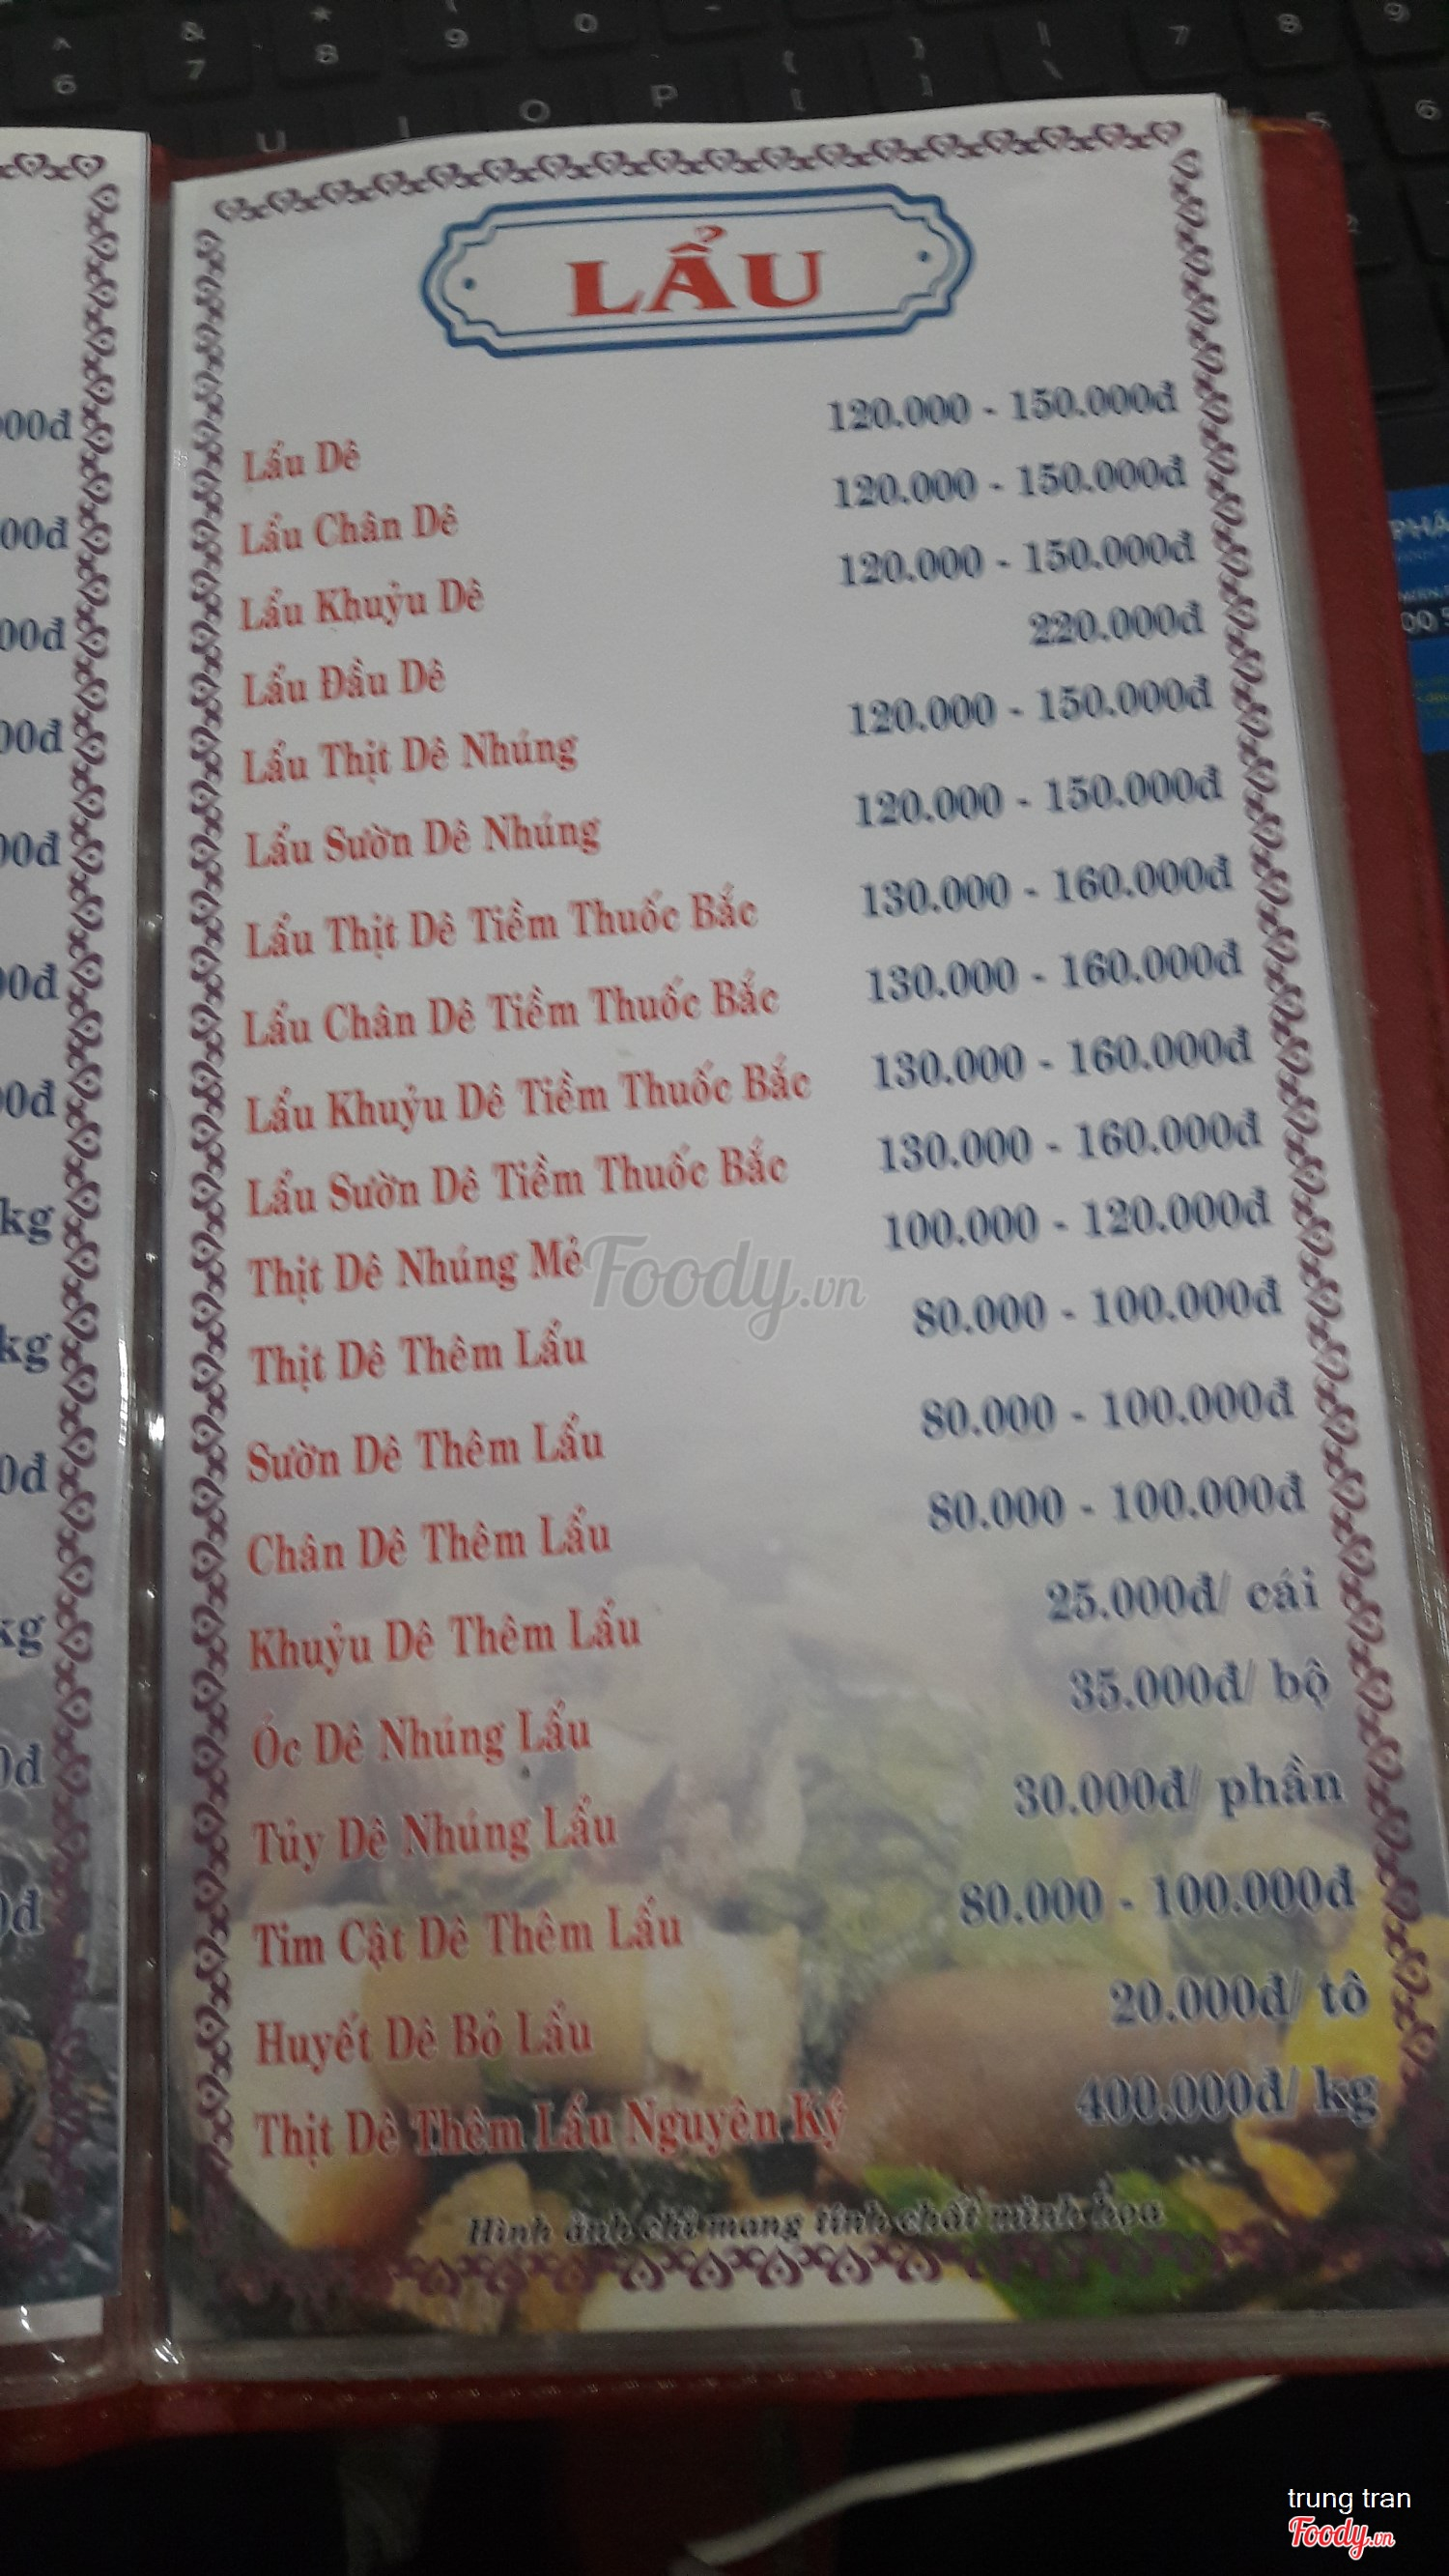 LẨU
Lẩu Dê 120.000 - 150.000đ
Lẩu Chân Dê 120.000 - 150.000đ
Lẩu Khuỷu Dê 120.000 - 150.000đ
Lẩu Đầu Dê 220.000đ
Lẩu Thịt Dê Nhúng 120.000 - 150.000đ
Lẩu Sườn Dê Nhúng 120.000 - 150.000đ
Lẩu Thịt Dê Tiềm Thuốc Bắc 130.000 - 160.000đ
Lẩu Chân Dê Tiềm Thuốc Bắc 130.000 - 160.000đ
Lẩu Khuỷu Dê Tiềm Thuốc Bắc 130.000 - 160.000đ
Lẩu Sườn Dê Tiềm Thuốc Bắc 130.000 - 160.000đ
Thịt Dê Nhúng Mẻ 100.000 - 120.000đ
Thịt Dê Thêm Lẩu 80.000 - 100.000đ
Sườn Dê Thêm Lẩu 80.000 - 100.000đ
Chân Dê Thêm Lẩu 80.000 - 100.000đ
Khuỷu Dê Thêm Lẩu 25.000đ/ cái
Óc Dê Nhúng Lẩu 35.000đ/ bộ
Tủy Dê Nhúng Lẩu 30.000đ/ phần
Tim Cật Dê Thêm Lẩu 80.000 - 100.000đ
Huyết Dê Bỏ Lẩu 20.000đ/ tô
Thịt Dê Thêm Lẩu Nguyên Ký 400.000đ/ kg
Hình ảnh chỉ mang tính chất minh họa
Foody.vn
trung tran
Foody.vn